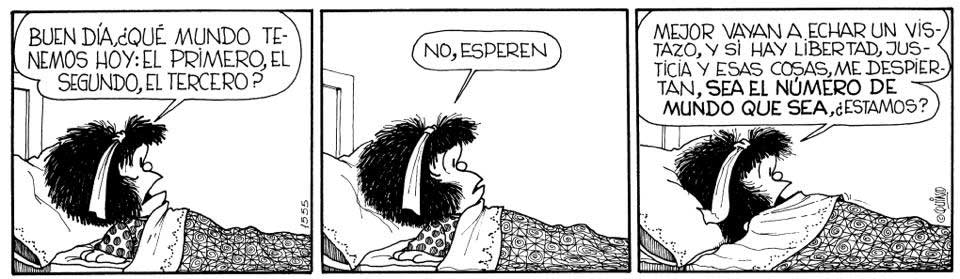 BUEN DÍA,¿QUÉ MUNDO TE-
NEMOS HOY: EL PRIMERO, EL
SEGUNDO, EL TERCERO?
1555
NO, ESPEREN
MEJOR VAYAN A ECHAR UN VIS-
TAZO, Y SI HAY LIBERTAD, JUS-
TICIA Y ESAS COSAS, ME DESPIER-
TAN, SEA EL NÚMERO DE
MUNDO QUE SEA,¿ESTAMOS?
©QUINO